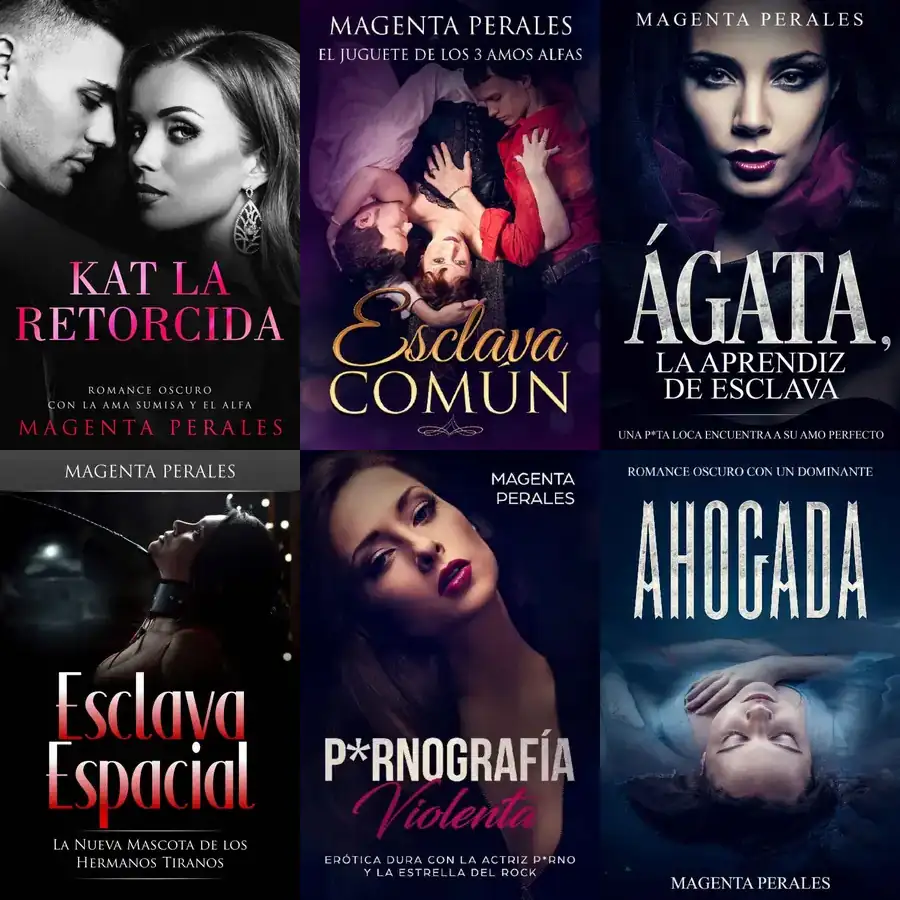 KAT LA
RETORCIDA
ROMANCE OSCURO
CON LA AMA SUMISA Y EL ALFA
MAGENTA PERALES
MAGENTA PERALES
EL JUGUETE DE LOS 3 AMOS ALFAS
Esclava
COMÚN
MAGENTA PERALES
ÁGATA,
LA APRENDIZ
DE ESCLAVA
UNA P*TA LOCA ENCUENTRA A SU AMO PERFECTO
MAGENTA PERALES
Esclava
Espacial
LA NUEVA MASCOTA DE LOS
HERMANOS TIRANOS
MAGENTA
PERALES
P*RNOGRAFÍA
Violenta
ERÓTICA DURA CON LA ACTRIZ P*RNO
Y LA ESTRELLA DEL ROCK
ROMANCE OSCURO CON UN DOMINANTE
AHOGADA
MAGENTA PERALES